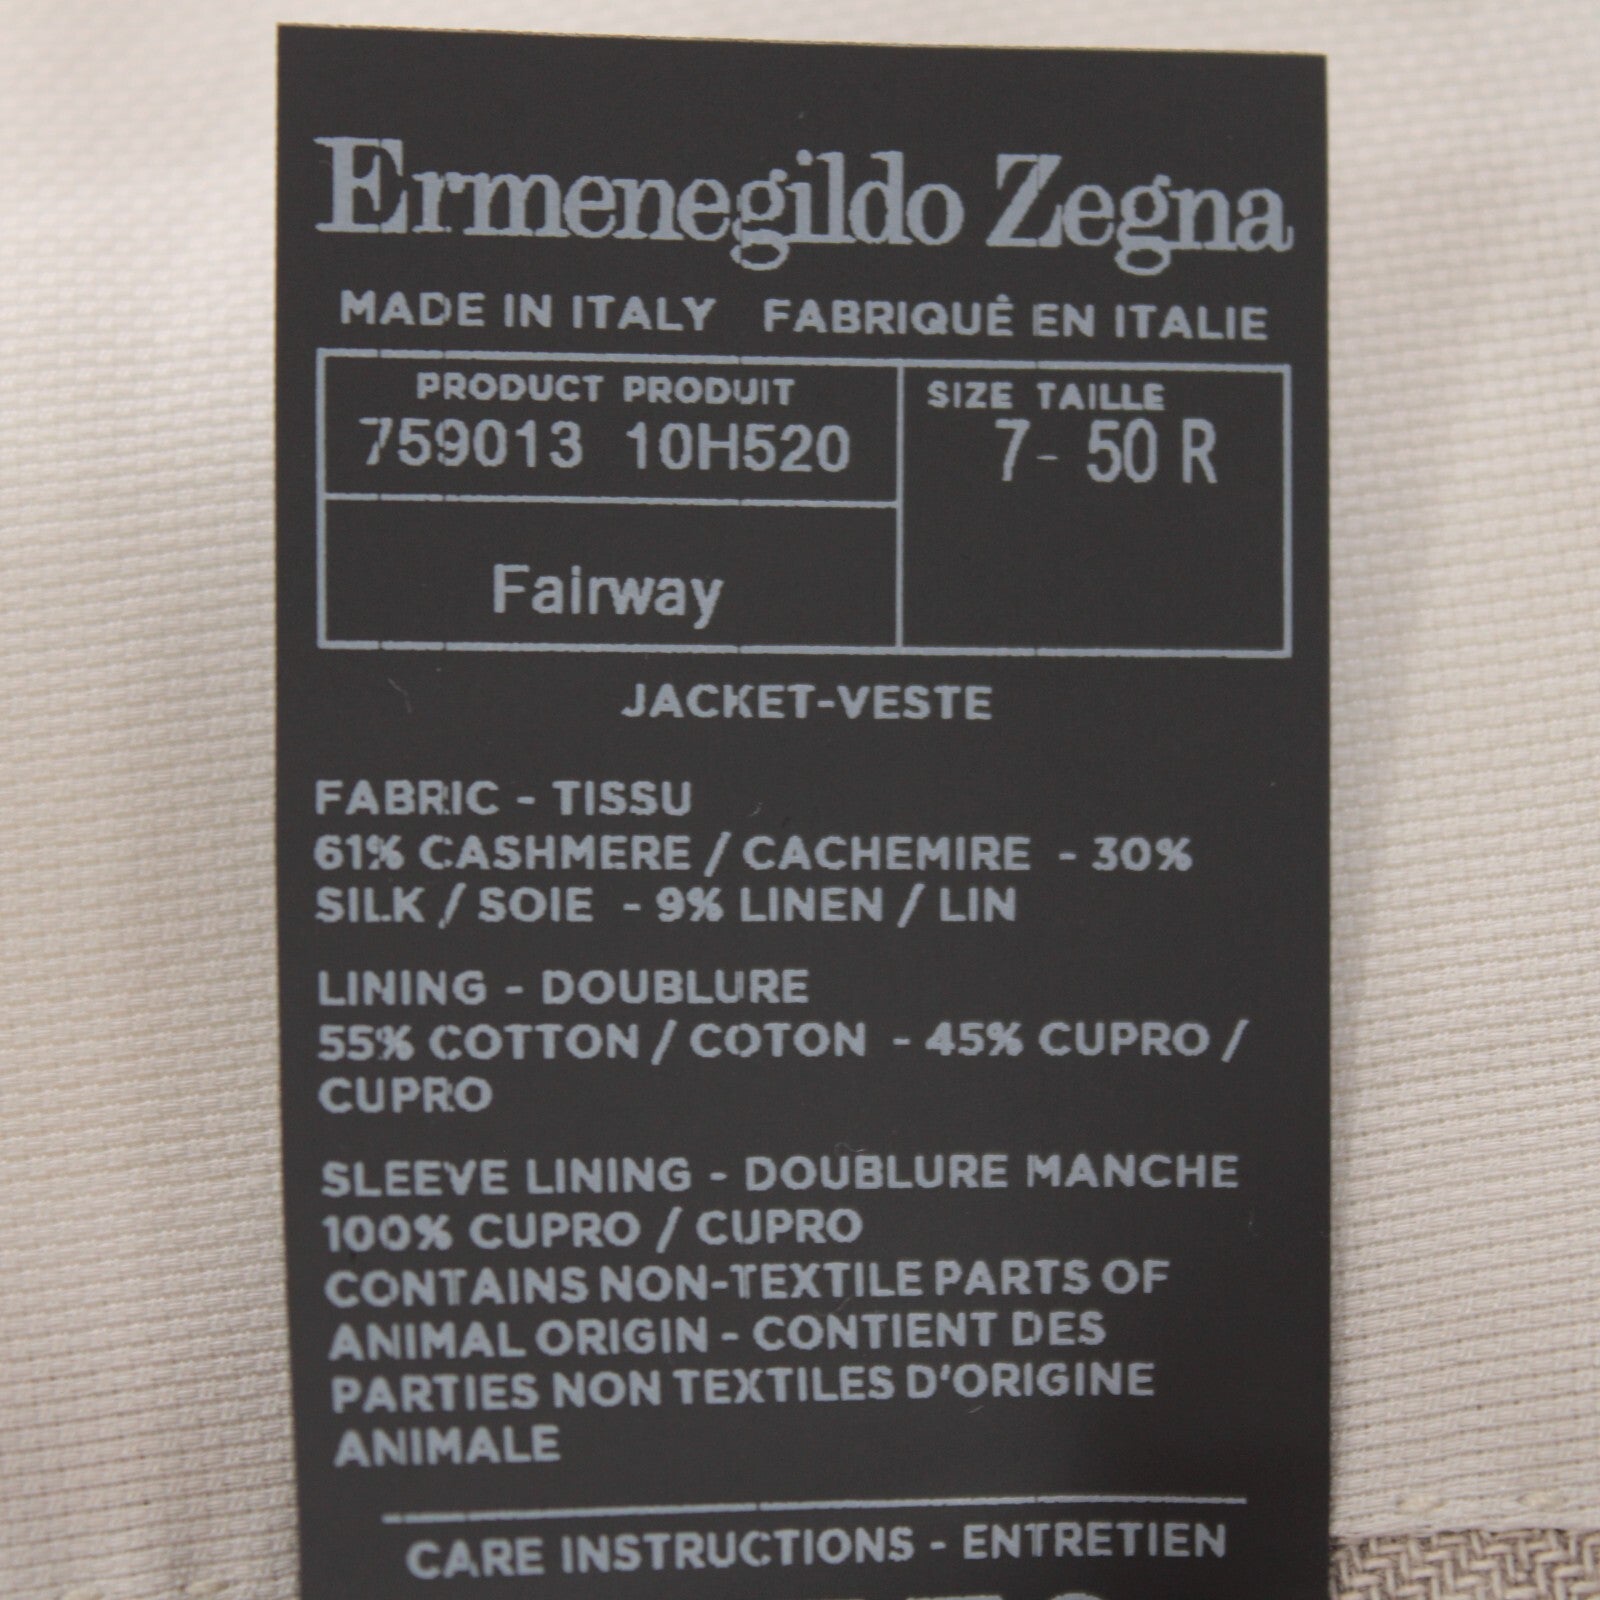 Ermenegildo Zegna
MADE IN ITALY FABRIQUÊ EN ITALIE
PRODUCT PRODUIT
759013 10H520
SIZE TAILLE
7- 50 R
Fairway
JACKET-VESTE
FABRIC - TISSU
61% CASHMERE / CACHEMIRE - 30%
SILK / SOIE - 9% LINEN / LIN
LINING - DOUBLURE
55% COTTON / COTON - 45% CUPRO /
CUPRO
SLEEVE LINING - DOUBLURE MANCHE
100% CUPRO / CUPRO
CONTAINS NON-TEXTILE PARTS OF
ANIMAL ORIGIN - CONTIENT DES
PARTIES NON TEXTILES D'ORIGINE
ANIMALE
CARE INSTRUCTIONS - ENTRETIEN